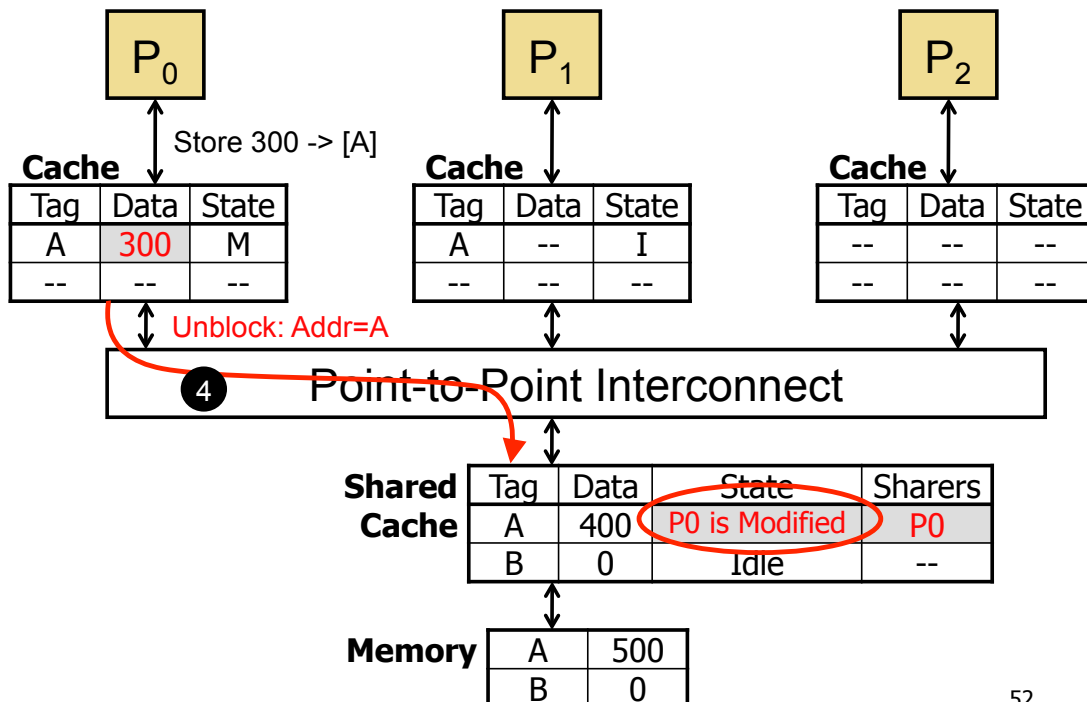 P0 P1 P2
Store 300 -> [A]
Cache Cache Cache
Tag Data State Tag Data State Tag Data State
A 300 M A -- I -- -- --
-- -- -- -- -- -- -- -- --
Unblock: Addr=A
4 Point-to-Point Interconnect
Shared Tag Data State Sharers
Cache A 400 P0 is Modified P0
B 0 Idle --
Memory A 500
B 0
52